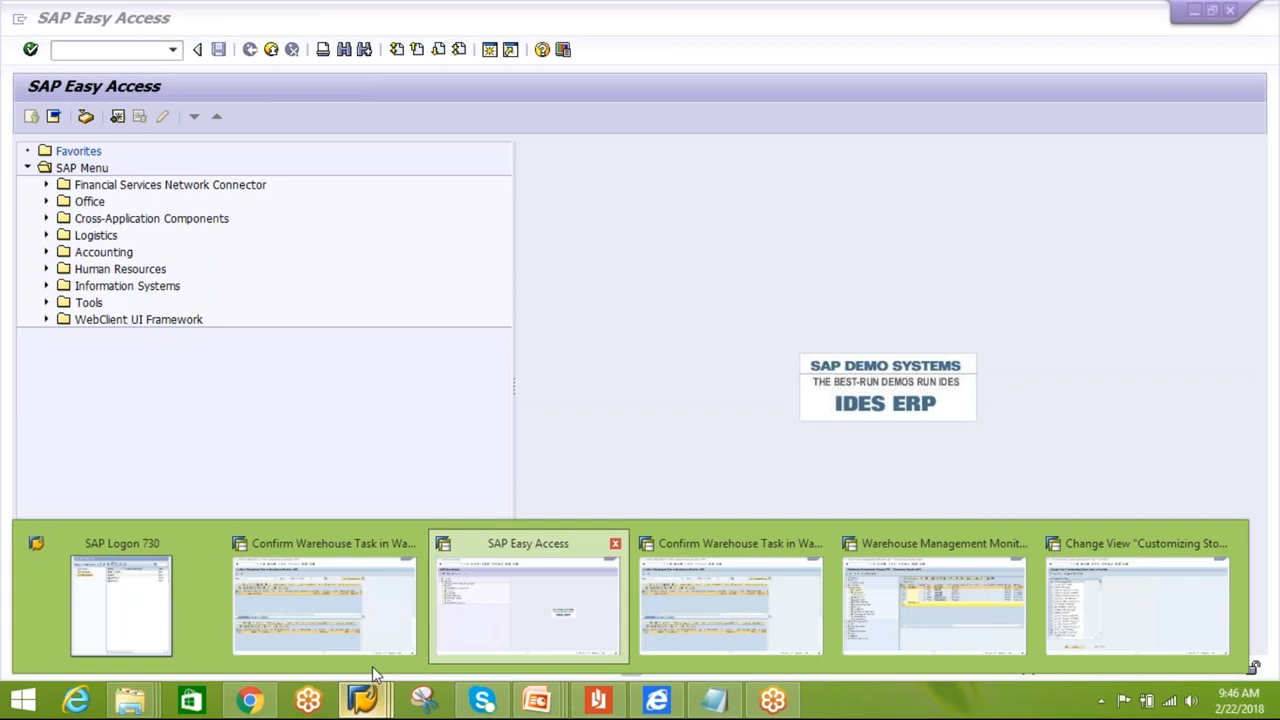 SAP Easy Access
SAP Easy Access
Favorites
SAP Menu
Financial Services Network Connector
Office
Cross-Application Components
Logistics
Accounting
Human Resources
Information Systems
Tools
WebClient UI Framework
SAP DEMO SYSTEMS
THE BEST-RUN DEMOS RUN IDES
IDES ERP
SAP Logon 730
Confirm Warehouse Task in Wa...
SAP Easy Access
Confirm Warehouse Task in Wa...
Warehouse Management Monit...
Change View "Customizing Sto...
9:46 AM
2/22/2018